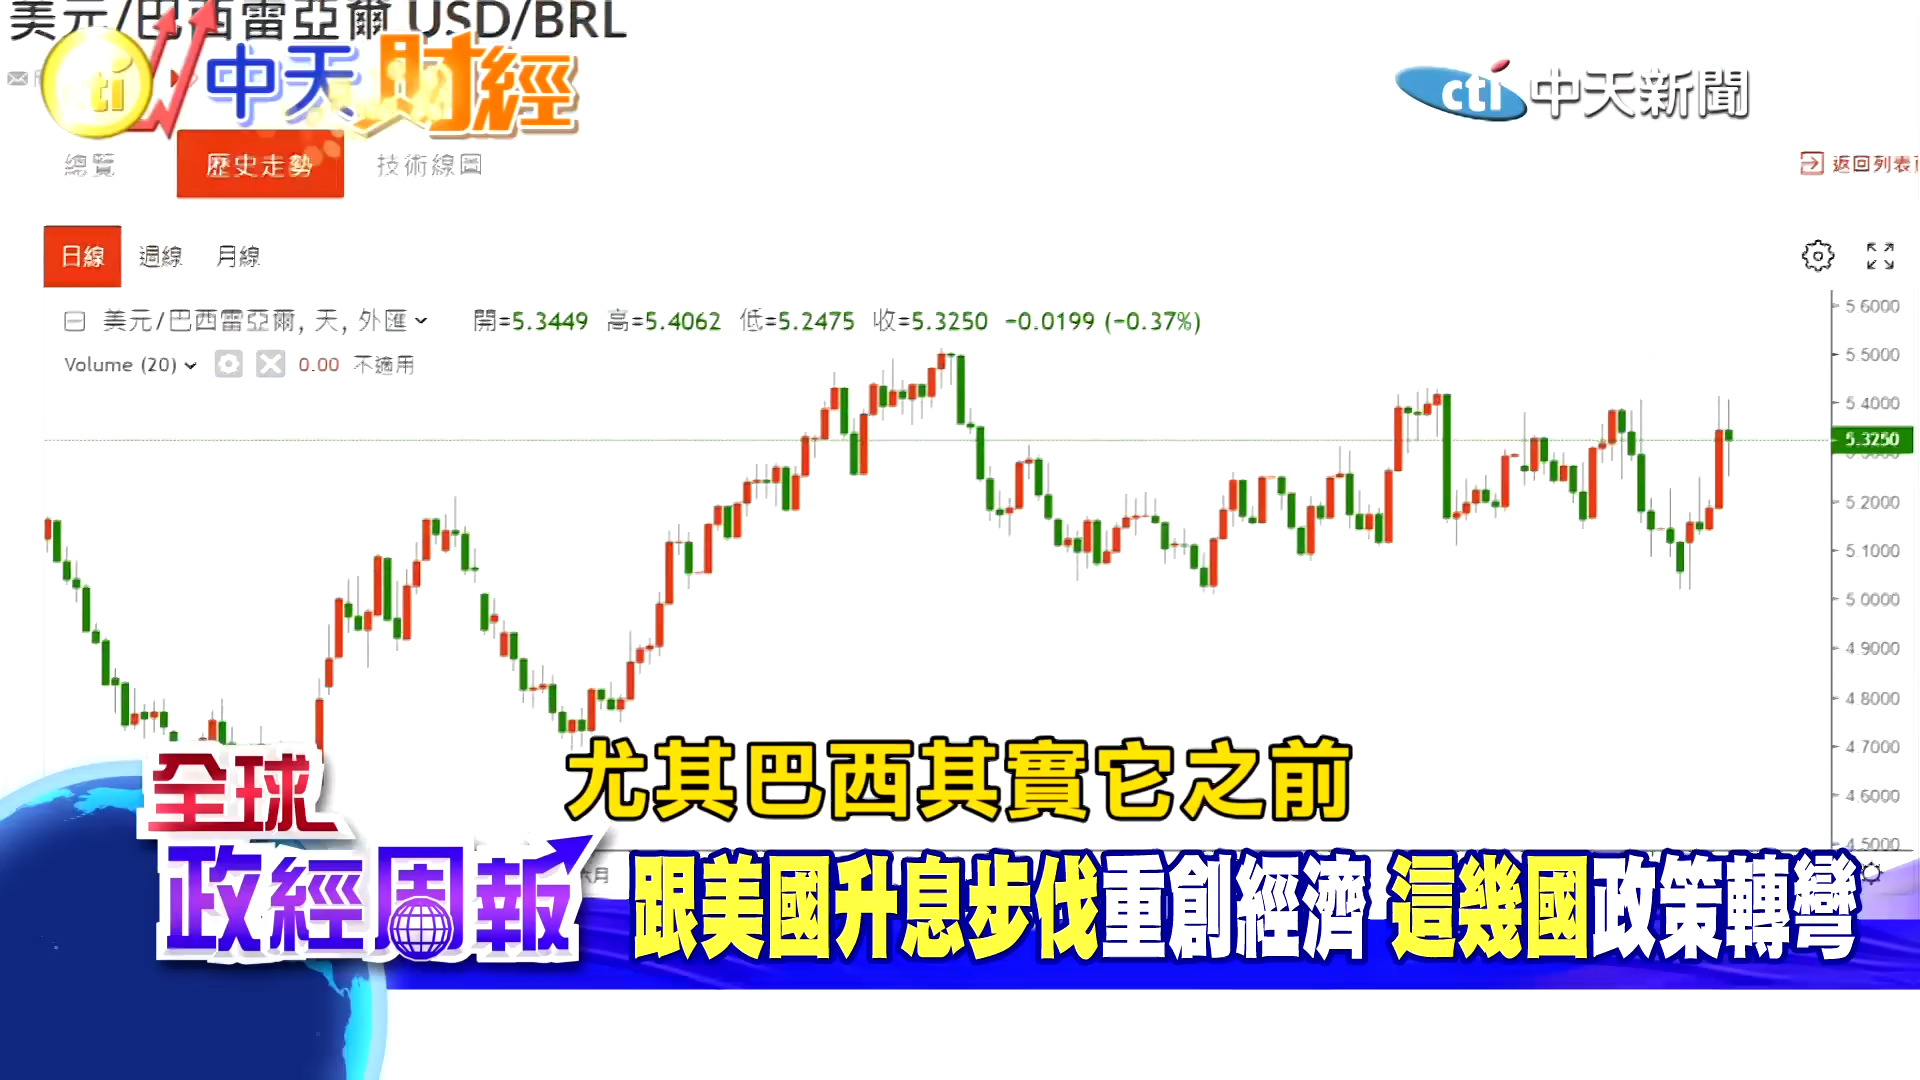 美元/巴西雷亞爾 USD/BRL
cti 中天財經
cti 中天新聞
總覽 歷史走勢 技術線圖
返回列表
日線 週線 月線
美元/巴西雷亞爾, 天, 外匯 開=5.3449 高=5.4062 低=5.2475 收=5.3250 -0.0199 (-0.37%)
Volume (20) 0.00 不適用
5.6000
5.5000
5.4000
5.3250
5.2000
5.1000
5.0000
4.9000
4.8000
4.7000
4.6000
4.5000
六月
尤其巴西其實它之前
全球
政經周報
跟美國升息步伐重創經濟 這幾國政策轉彎